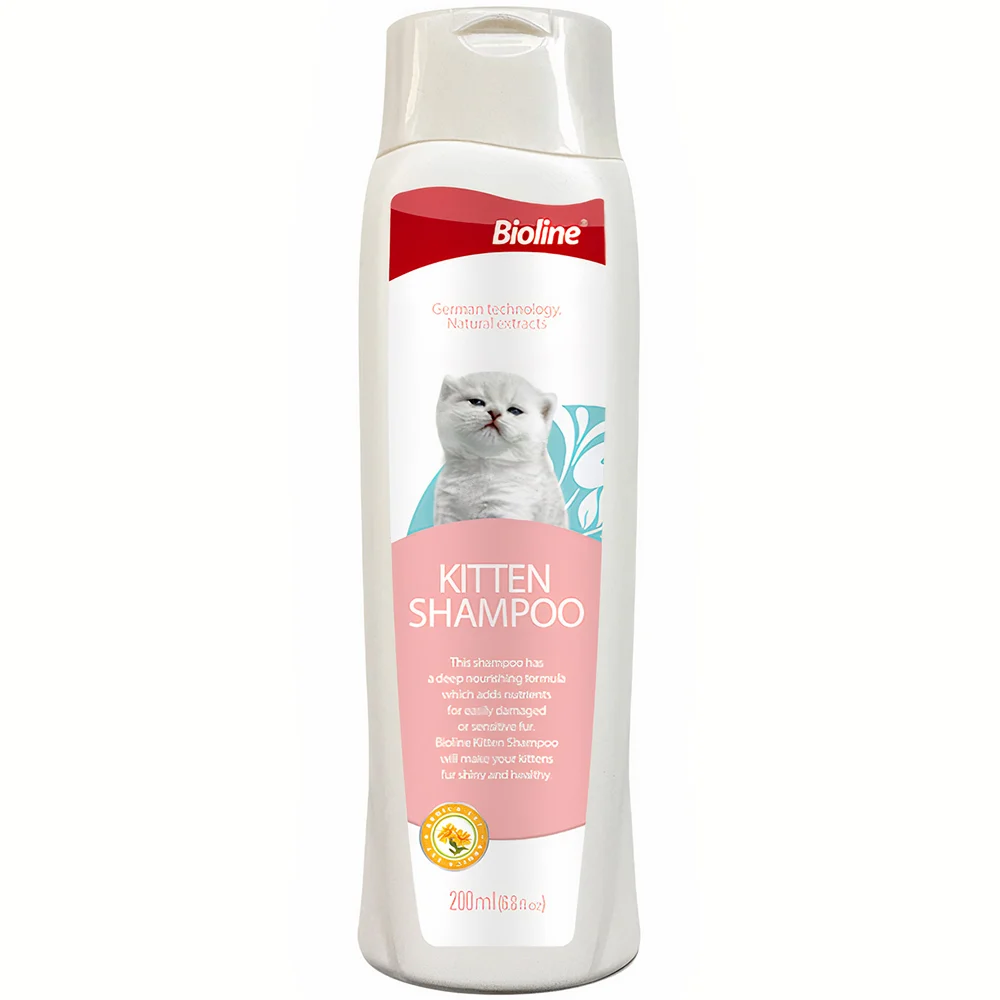 Bioline®
German technology.
Natural extracts
KITTEN
SHAMPOO
This shampoo has
a deep nourishing formula
which adds nutrients
for easily damaged
or sensitive fur.
Bioline Kitten Shampoo
will make your kittens
fur shiny and healthy.
200ml (6.8 fl oz)